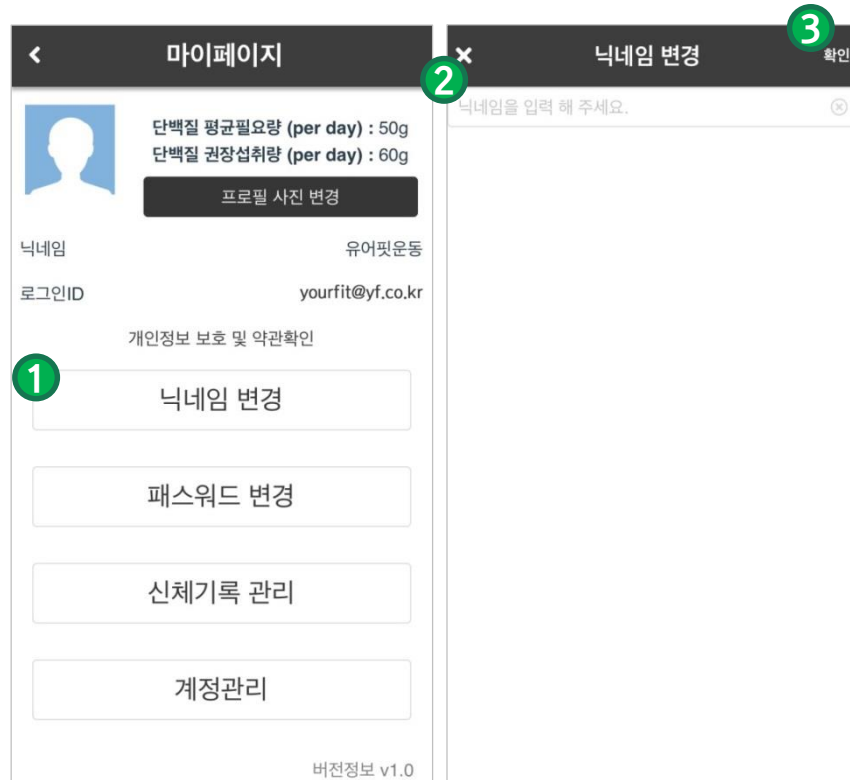 마이페이지
단백질 평균필요량 (per day) : 50g
단백질 권장섭취량 (per day) : 60g
프로필 사진 변경
닉네임 유어핏운동
로그인ID yourfit@yf.co.kr
개인정보 보호 및 약관확인
1
닉네임 변경
패스워드 변경
신체기록 관리
계정관리
버전정보 v1.0
3
닉네임 변경 확인
2
닉네임을 입력 해 주세요.